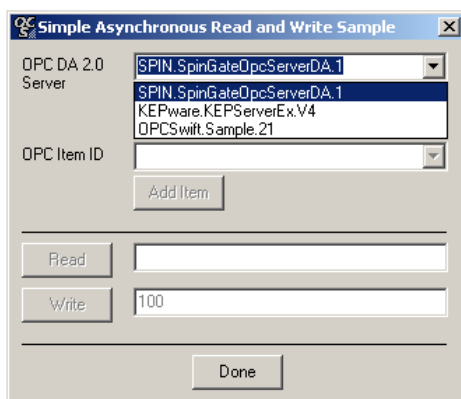 Simple Asynchronous Read and Write Sample
OPC DA 2.0
Server
SPIN.SpinGateOpcServerDA.1
SPIN.SpinGateOpcServerDA.1
KEPware.KEPServerEx.V4
OPCSwift.Sample.21
OPC Item ID
Add Item
Read
Write
100
Done